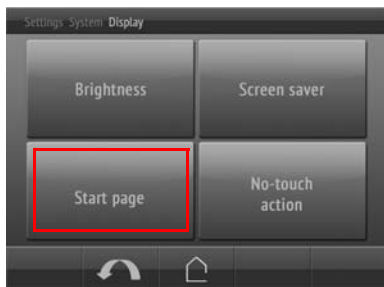 Settings System Display
Brightness
Screen saver
Start page
No-touch
action